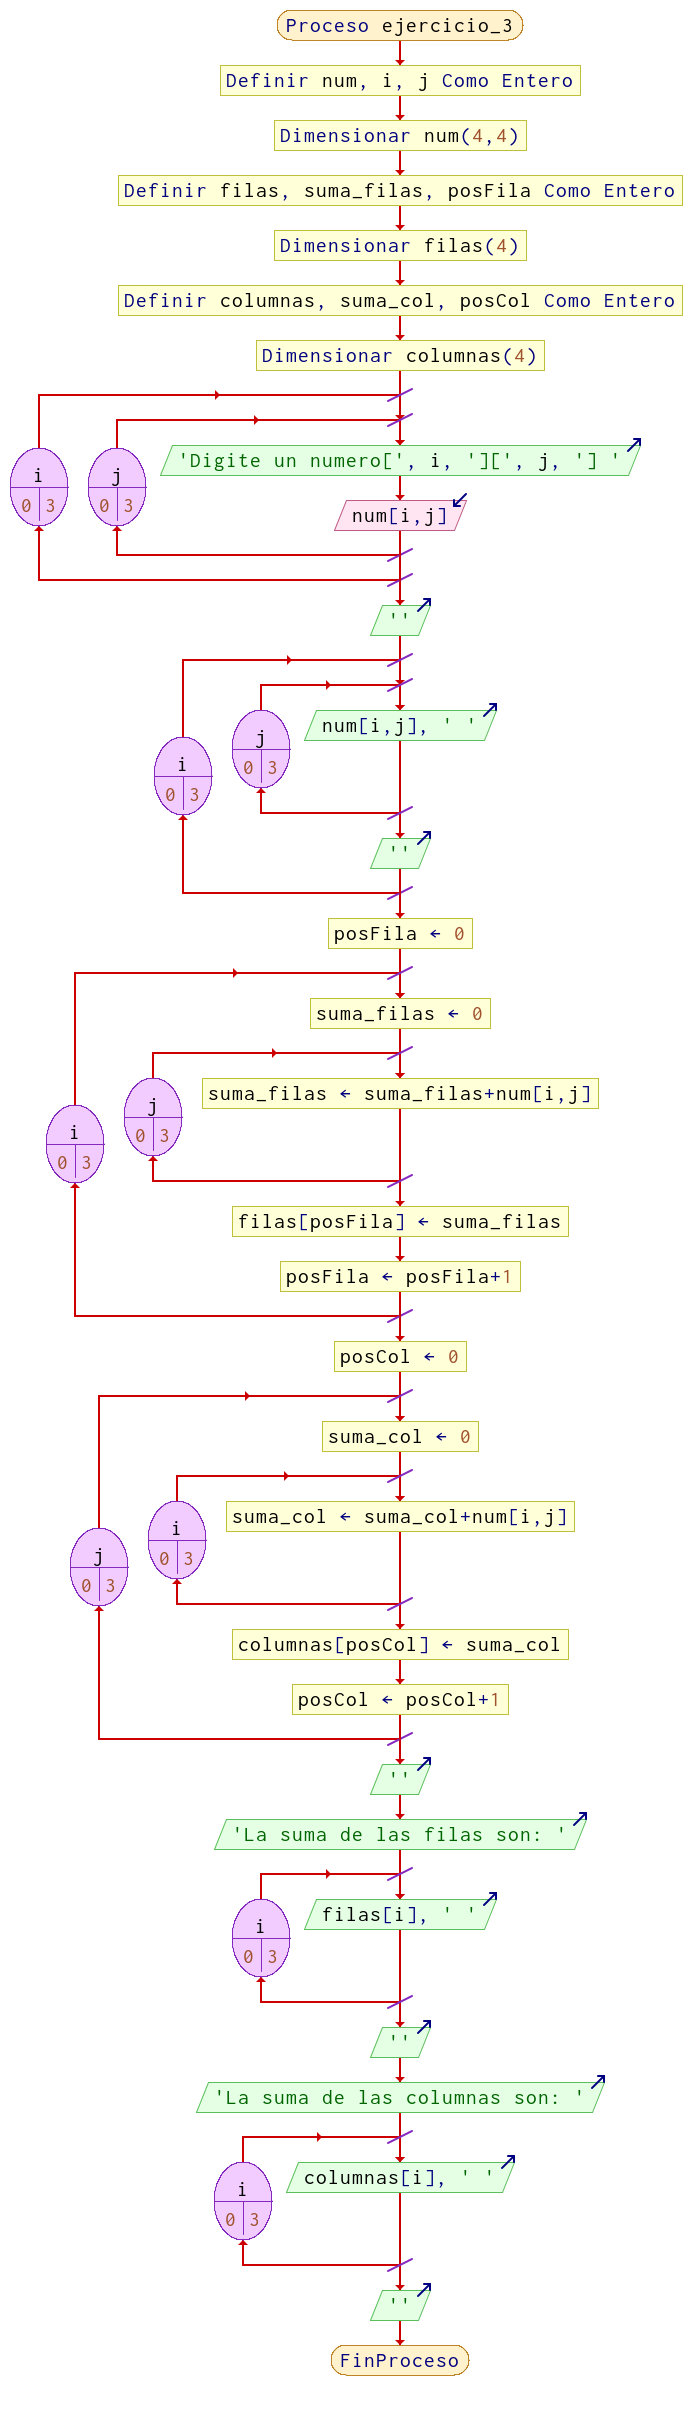 Proceso ejercicio_3
Definir num, i, j Como Entero
Dimensionar num(4,4)
Definir filas, suma_filas, posFila Como Entero
Dimensionar filas(4)
Definir columnas, suma_col, posCol Como Entero
Dimensionar columnas(4)
i
0 3
j
0 3
'Digite un numero[', i, '][', j, '] '
num[i,j]
''
i
0 3
j
0 3
num[i,j], ' '
''
posFila ← 0
i
0 3
suma_filas ← 0
j
0 3
suma_filas ← suma_filas+num[i,j]
filas[posFila] ← suma_filas
posFila ← posFila+1
posCol ← 0
j
0 3
suma_col ← 0
i
0 3
suma_col ← suma_col+num[i,j]
columnas[posCol] ← suma_col
posCol ← posCol+1
''
'La suma de las filas son: '
i
0 3
filas[i], ' '
''
'La suma de las columnas son: '
i
0 3
columnas[i], ' '
''
FinProceso